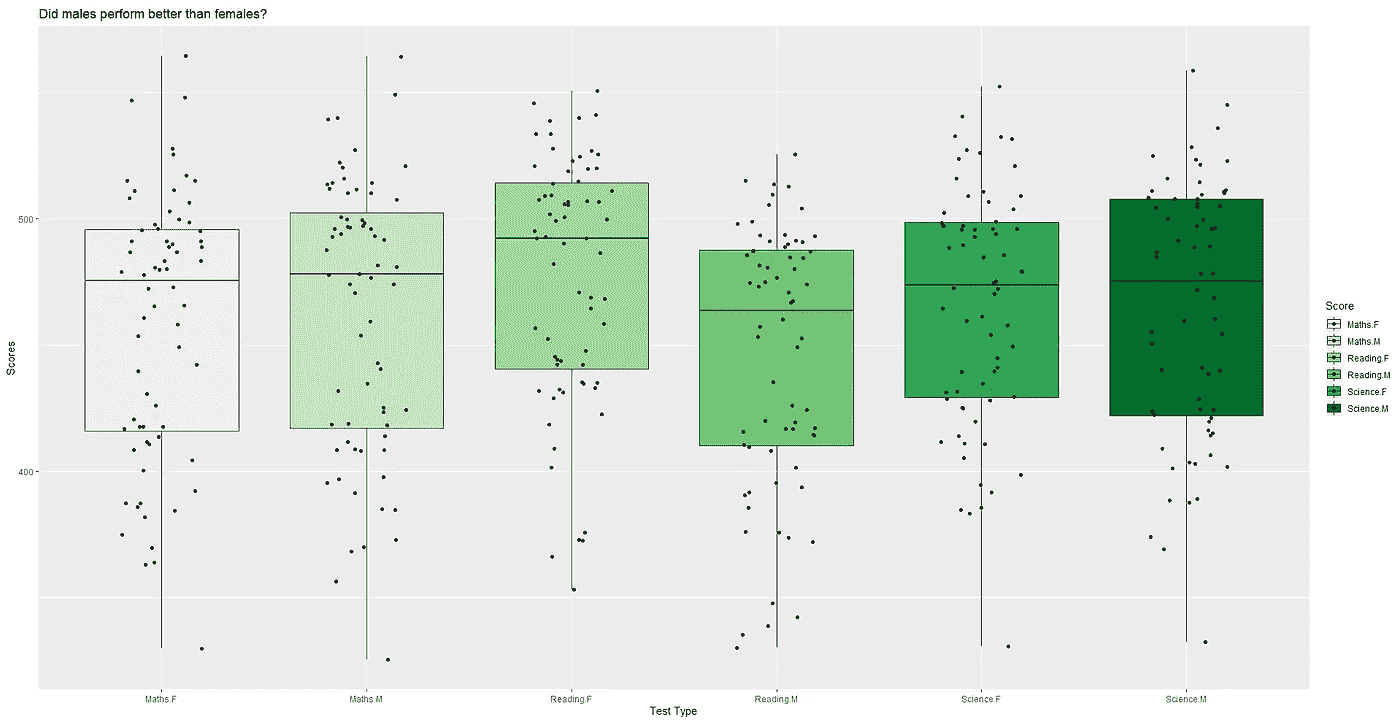 Did males perform better than females?
Scores
500
400
Maths.F
Maths.M
Reading.F
Reading.M
Science.F
Science.M
Test Type
Score
Maths.F
Maths.M
Reading.F
Reading.M
Science.F
Science.M